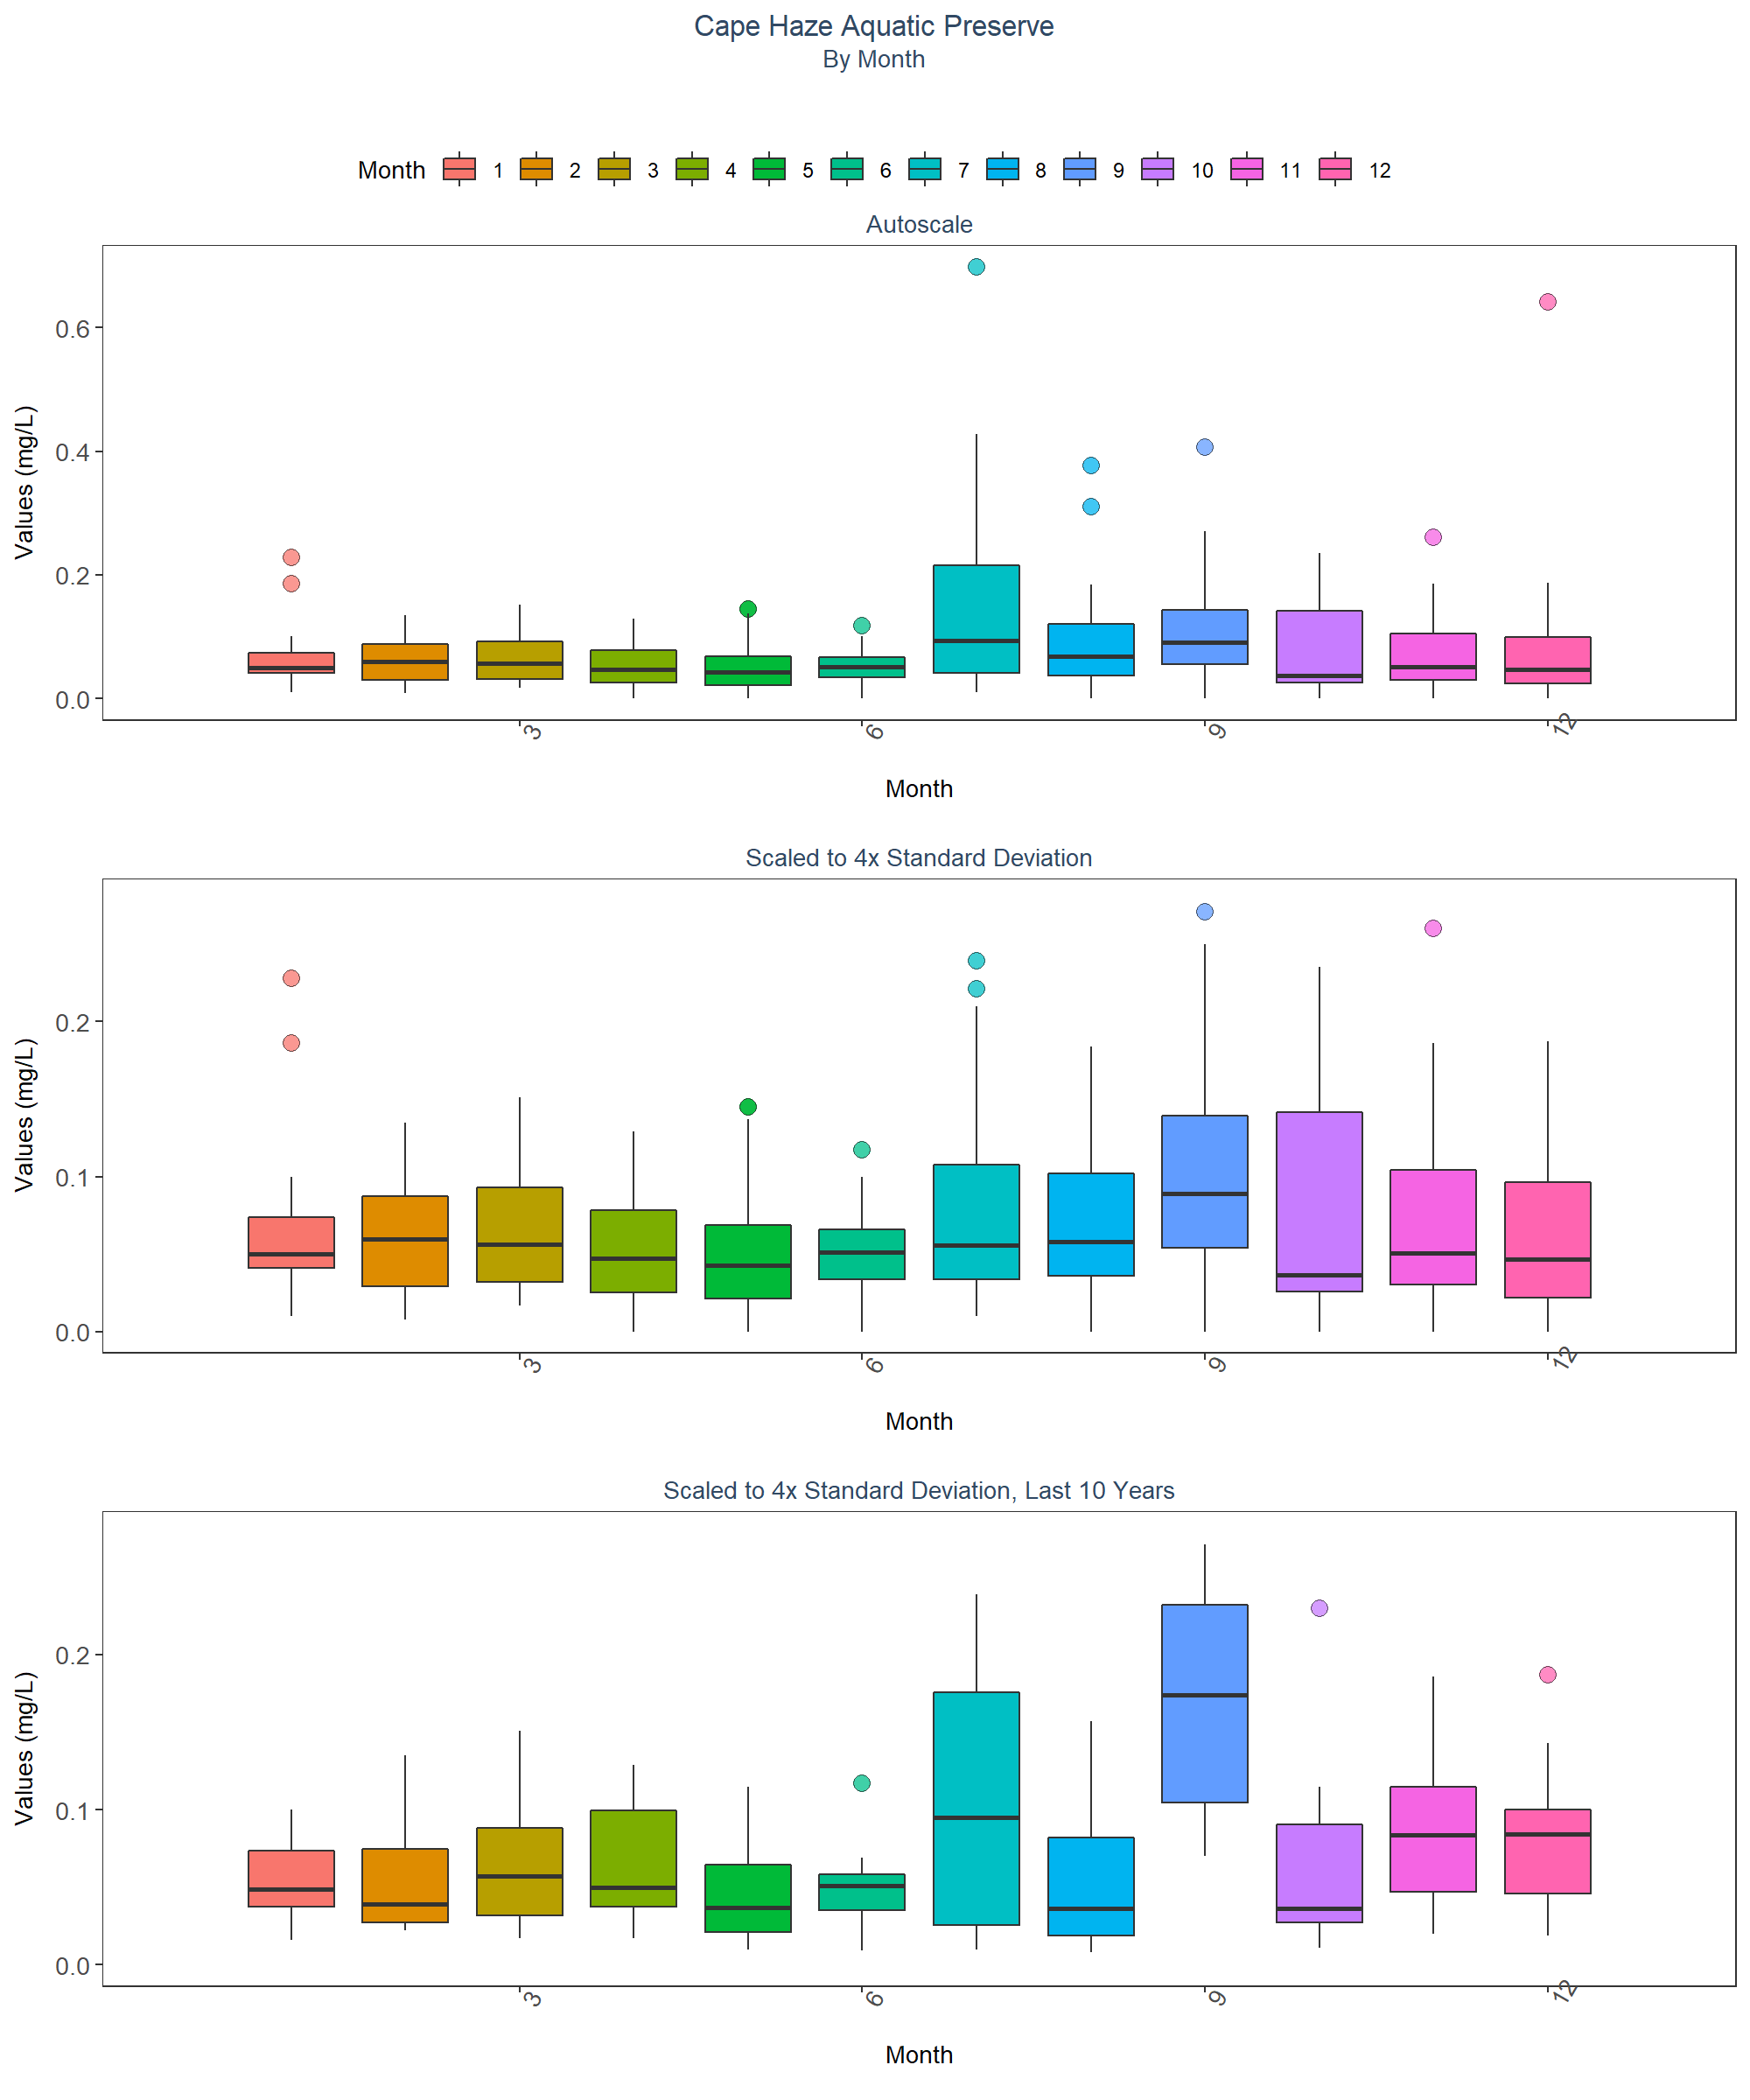 Cape Haze Aquatic Preserve
By Month
Month 1 2 3 4 5 6 7 8 9 10 11 12
Autoscale
Values (mg/L)
0.6
0.4
0.2
0.0
3 6 9 12
Month
Scaled to 4x Standard Deviation
Values (mg/L)
0.2
0.1
0.0
3 6 9 12
Month
Scaled to 4x Standard Deviation, Last 10 Years
Values (mg/L)
0.2
0.1
0.0
3 6 9 12
Month